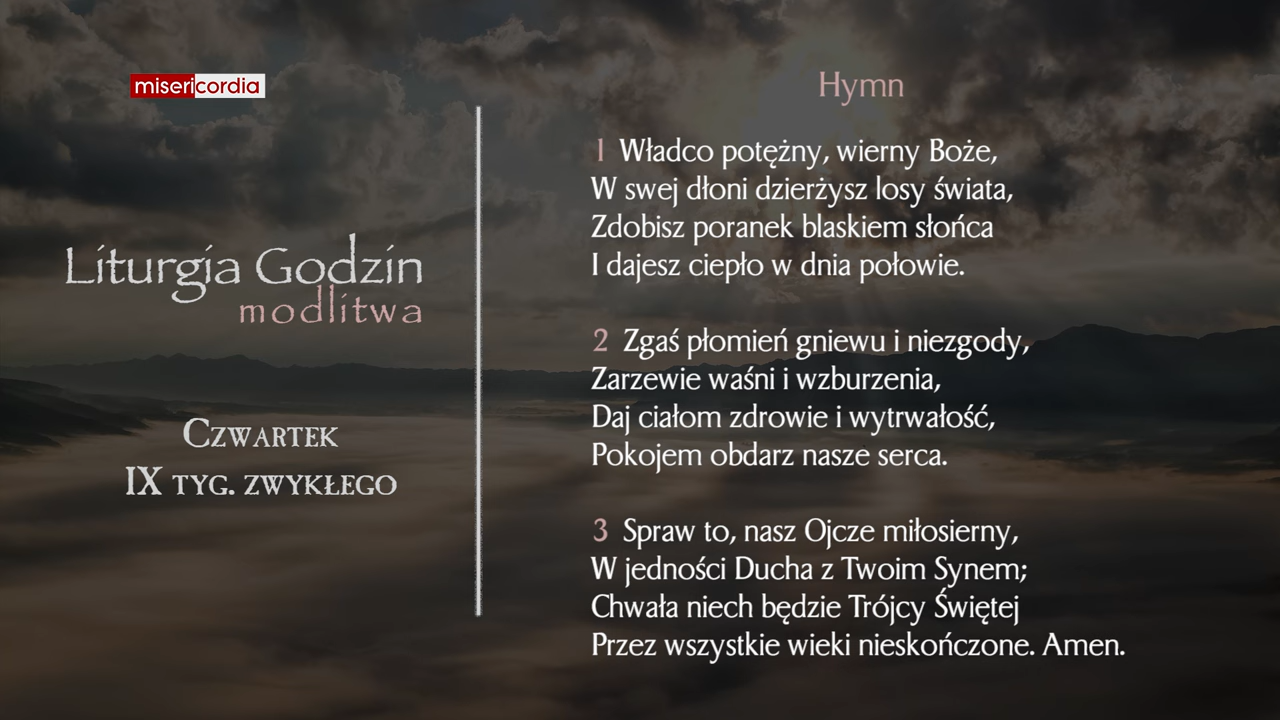 misericordia
Liturgia Godzin
modlitwa
Czwartek
IX tyg. zwykłego
Hymn
1 Władco potężny, wierny Boże,
W swej dłoni dzierżysz losy świata,
Zdobisz poranek blaskiem słońca
I dajesz ciepło w dnia połowie.
2 Zgaś płomień gniewu i niezgody,
Zarzewie waśni i wzburzenia,
Daj ciałom zdrowie i wytrwałość,
Pokojem obdarz nasze serca.
3 Spraw to, nasz Ojcze miłosierny,
W jedności Ducha z Twoim Synem;
Chwała niech będzie Trójcy Świętej
Przez wszystkie wieki nieskończone. Amen.